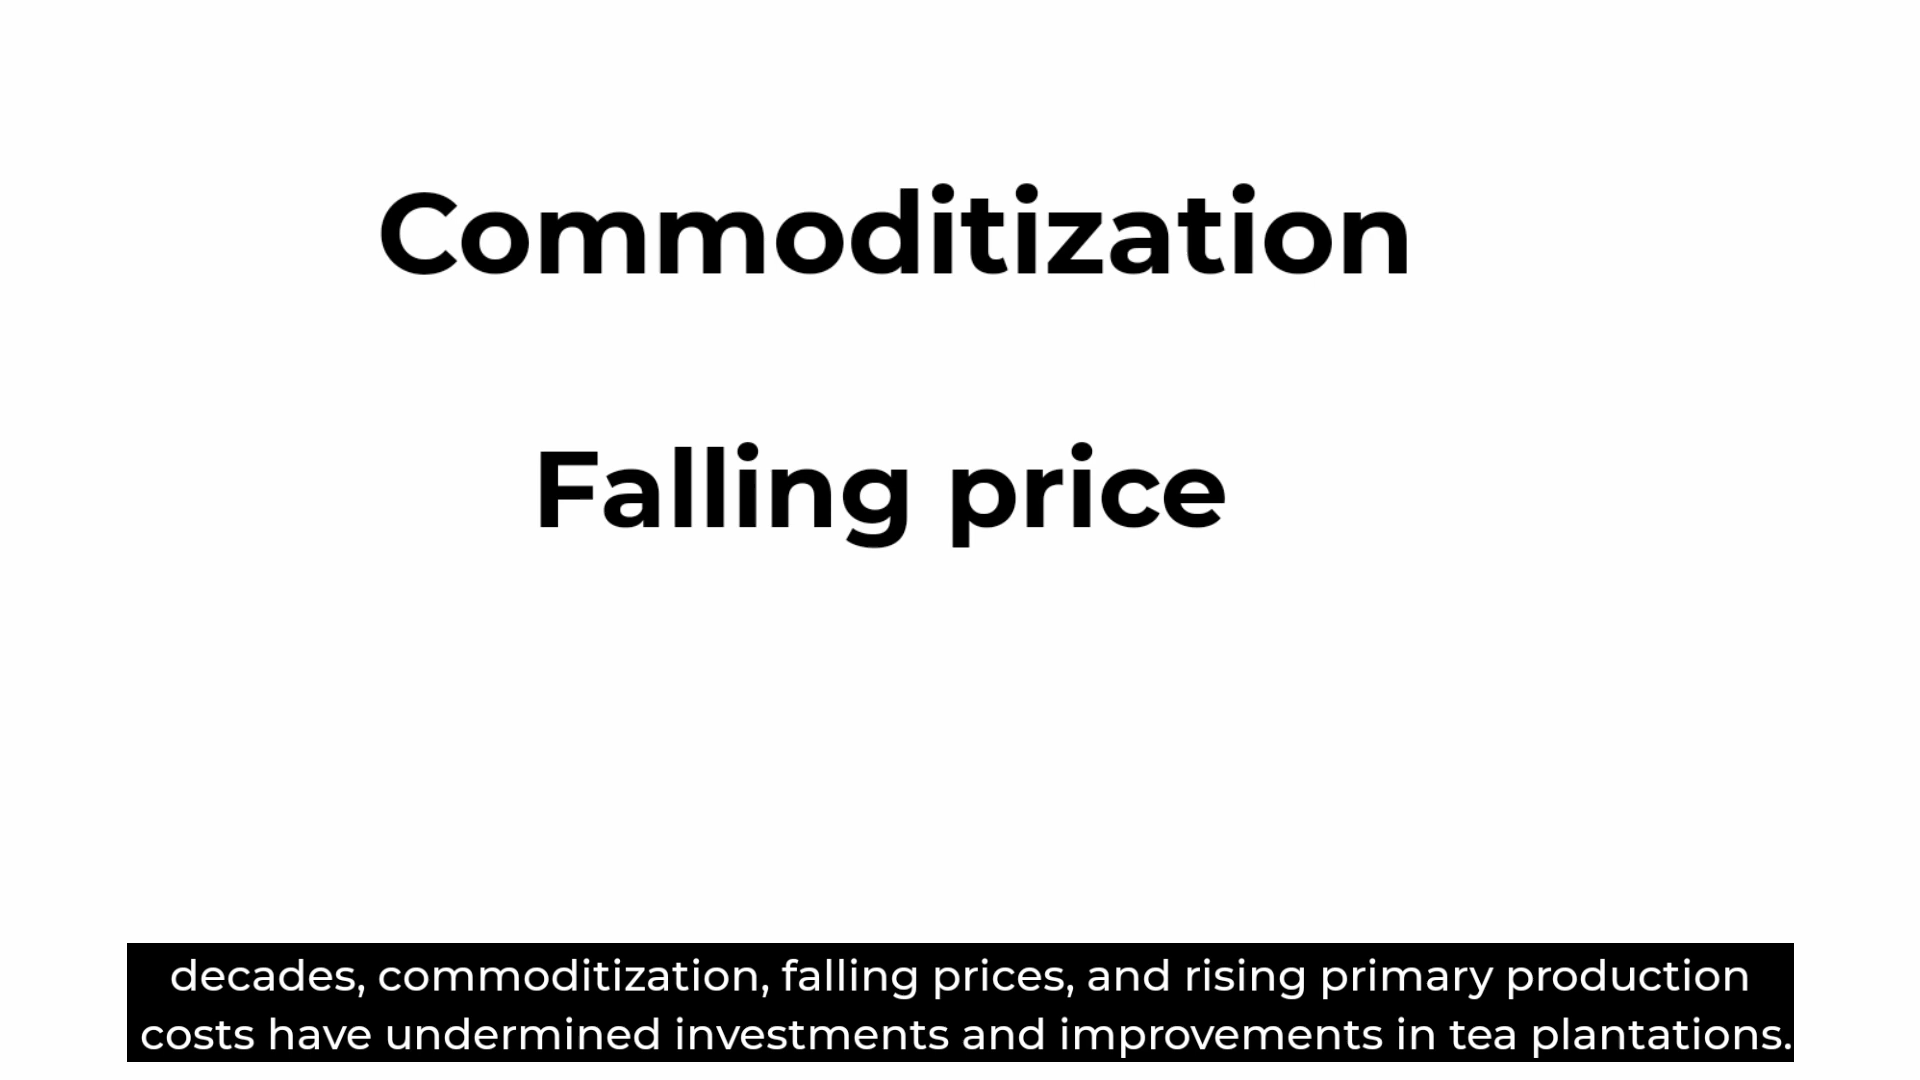 Commoditization
Falling price
decades, commoditization, falling prices, and rising primary production
costs have undermined investments and improvements in tea plantations.